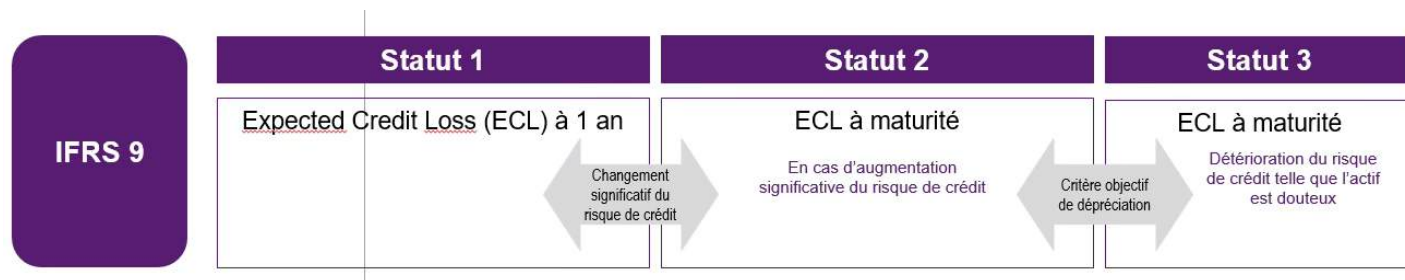 IFRS 9
Statut 1
Statut 2
Statut 3
Expected Credit Loss (ECL) à 1 an
Changement
significatif du
risque de crédit
ECL à maturité
En cas d’augmentation
significative du risque de crédit
Critère objectif
de dépréciation
ECL à maturité
Détérioration du risque
de crédit telle que l’actif
est douteux